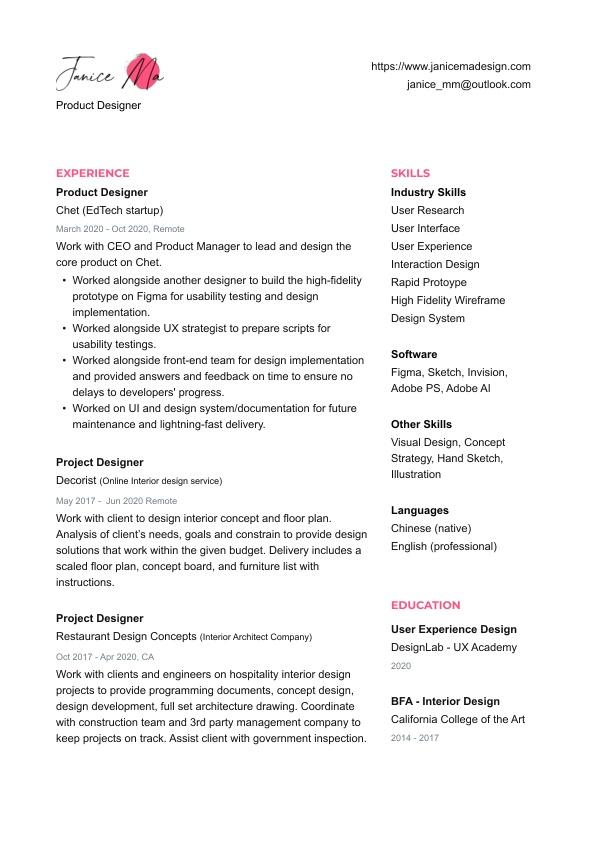 Janice Ma
Product Designer
https://www.janicemadesign.com
janice_mm@outlook.com
EXPERIENCE
Product Designer
Chet (EdTech startup)
March 2020 - Oct 2020, Remote
Work with CEO and Product Manager to lead and design the
core product on Chet.
• Worked alongside another designer to build the high-fidelity
prototype on Figma for usability testing and design
implementation.
• Worked alongside UX strategist to prepare scripts for
usability testings.
• Worked alongside front-end team for design implementation
and provided answers and feedback on time to ensure no
delays to developers' progress.
• Worked on UI and design system/documentation for future
maintenance and lightning-fast delivery.
Project Designer
Decorist (Online Interior design service)
May 2017 - Jun 2020 Remote
Work with client to design interior concept and floor plan.
Analysis of client's needs, goals and constrain to provide design
solutions that work within the given budget. Delivery includes a
scaled floor plan, concept board, and furniture list with
instructions.
Project Designer
Restaurant Design Concepts (Interior Architect Company)
Oct 2017 - Apr 2020, CA
Work with clients and engineers on hospitality interior design
projects to provide programming documents, concept design,
design development, full set architecture drawing. Coordinate
with construction team and 3rd party management company to
keep projects on track. Assist client with government inspection.
SKILLS
Industry Skills
User Research
User Interface
User Experience
Interaction Design
Rapid Protoype
High Fidelity Wireframe
Design System
Software
Figma, Sketch, Invision,
Adobe PS, Adobe AI
Other Skills
Visual Design, Concept
Strategy, Hand Sketch,
Illustration
Languages
Chinese (native)
English (professional)
EDUCATION
User Experience Design
DesignLab - UX Academy
2020
BFA - Interior Design
California College of the Art
2014 - 2017